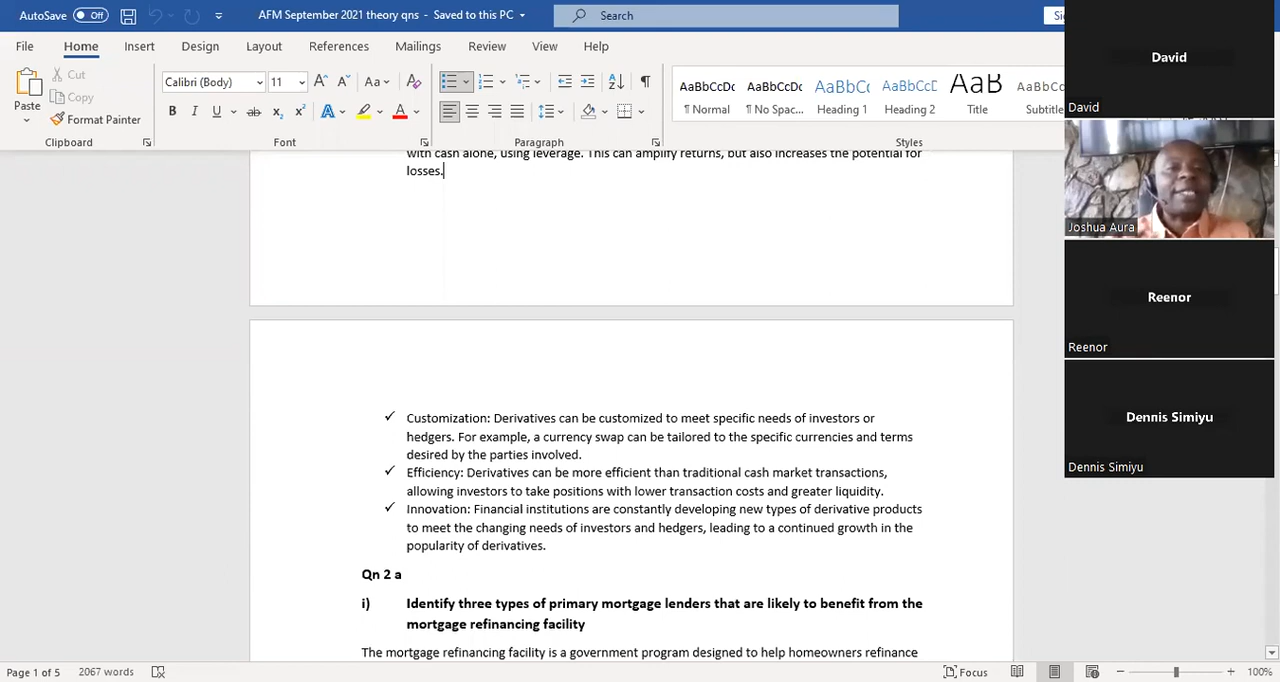 AutoSave Off AFM September 2021 theory qns - Saved to this PC Search
File Home Insert Design Layout References Mailings Review View Help
Paste Cut Copy Format Painter
Calibri (Body) 11
AaBbCcDc AaBbCcDc AaBbCc AaBbCcD AaB
¶ Normal ¶ No Spac... Heading 1 Heading 2 Title Subtitle
Clipboard Font Paragraph Styles
with cash alone, using leverage. This can amplify returns, but also increases the potential for
losses.
✓ Customization: Derivatives can be customized to meet specific needs of investors or
hedgers. For example, a currency swap can be tailored to the specific currencies and terms
desired by the parties involved.
✓ Efficiency: Derivatives can be more efficient than traditional cash market transactions,
allowing investors to take positions with lower transaction costs and greater liquidity.
✓ Innovation: Financial institutions are constantly developing new types of derivative products
to meet the changing needs of investors and hedgers, leading to a continued growth in the
popularity of derivatives.
Qn 2 a
i) Identify three types of primary mortgage lenders that are likely to benefit from the
mortgage refinancing facility
The mortgage refinancing facility is a government program designed to help homeowners refinance
Page 1 of 5 2067 words Focus 100%
David
David
Joshua Aura
Reenor
Reenor
Dennis Simiyu
Dennis Simiyu